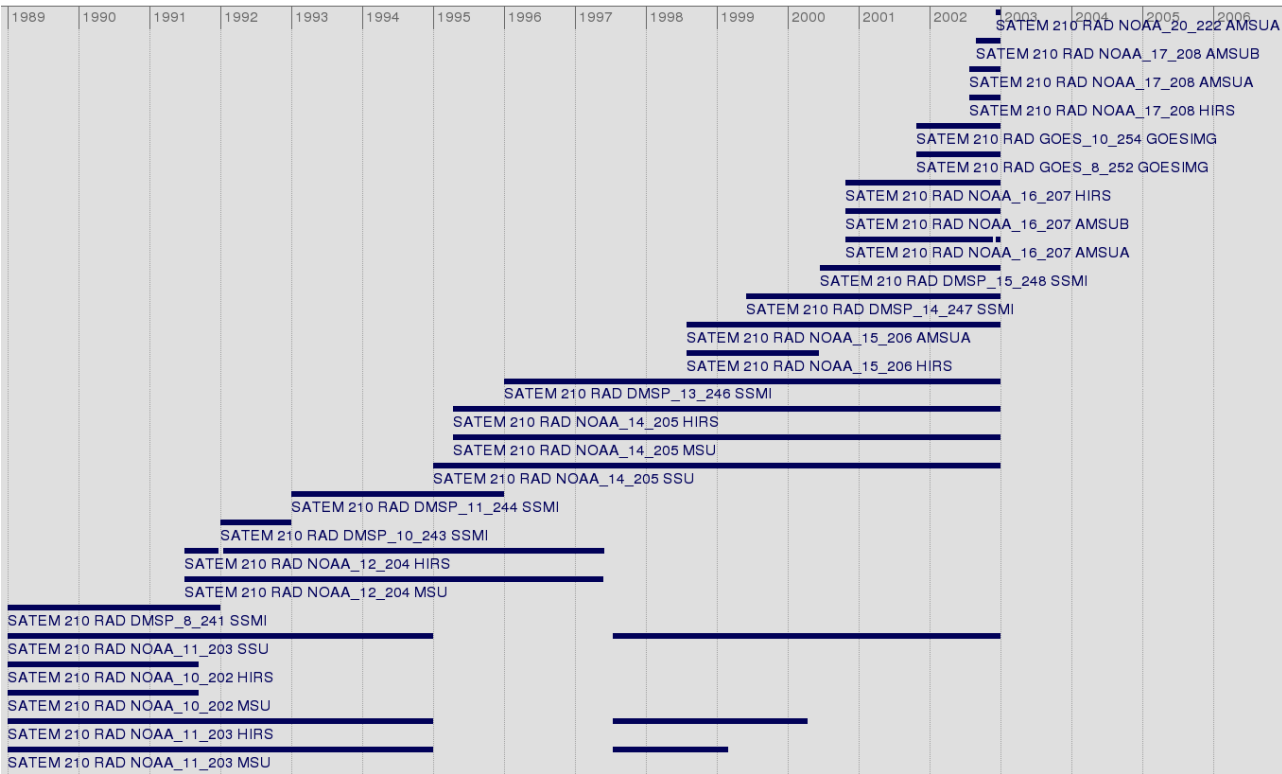 1989 1990 1991 1992 1993 1994 1995 1996 1997 1998 1999 2000 2001 2002 2003 2004 2005 2006
SATEM 210 RAD NOAA_20_222 AMSUA
SATEM 210 RAD NOAA_17_208 AMSUB
SATEM 210 RAD NOAA_17_208 AMSUA
SATEM 210 RAD NOAA_17_208 HIRS
SATEM 210 RAD GOES_10_254 GOESIMG
SATEM 210 RAD GOES_8_252 GOESIMG
SATEM 210 RAD NOAA_16_207 HIRS
SATEM 210 RAD NOAA_16_207 AMSUB
SATEM 210 RAD NOAA_16_207 AMSUA
SATEM 210 RAD DMSP_15_248 SSMI
SATEM 210 RAD DMSP_14_247 SSMI
SATEM 210 RAD NOAA_15_206 AMSUA
SATEM 210 RAD NOAA_15_206 HIRS
SATEM 210 RAD DMSP_13_246 SSMI
SATEM 210 RAD NOAA_14_205 HIRS
SATEM 210 RAD NOAA_14_205 MSU
SATEM 210 RAD NOAA_14_205 SSU
SATEM 210 RAD DMSP_11_244 SSMI
SATEM 210 RAD DMSP_10_243 SSMI
SATEM 210 RAD NOAA_12_204 HIRS
SATEM 210 RAD NOAA_12_204 MSU
SATEM 210 RAD DMSP_8_241 SSMI
SATEM 210 RAD NOAA_11_203 SSU
SATEM 210 RAD NOAA_10_202 HIRS
SATEM 210 RAD NOAA_10_202 MSU
SATEM 210 RAD NOAA_11_203 HIRS
SATEM 210 RAD NOAA_11_203 MSU